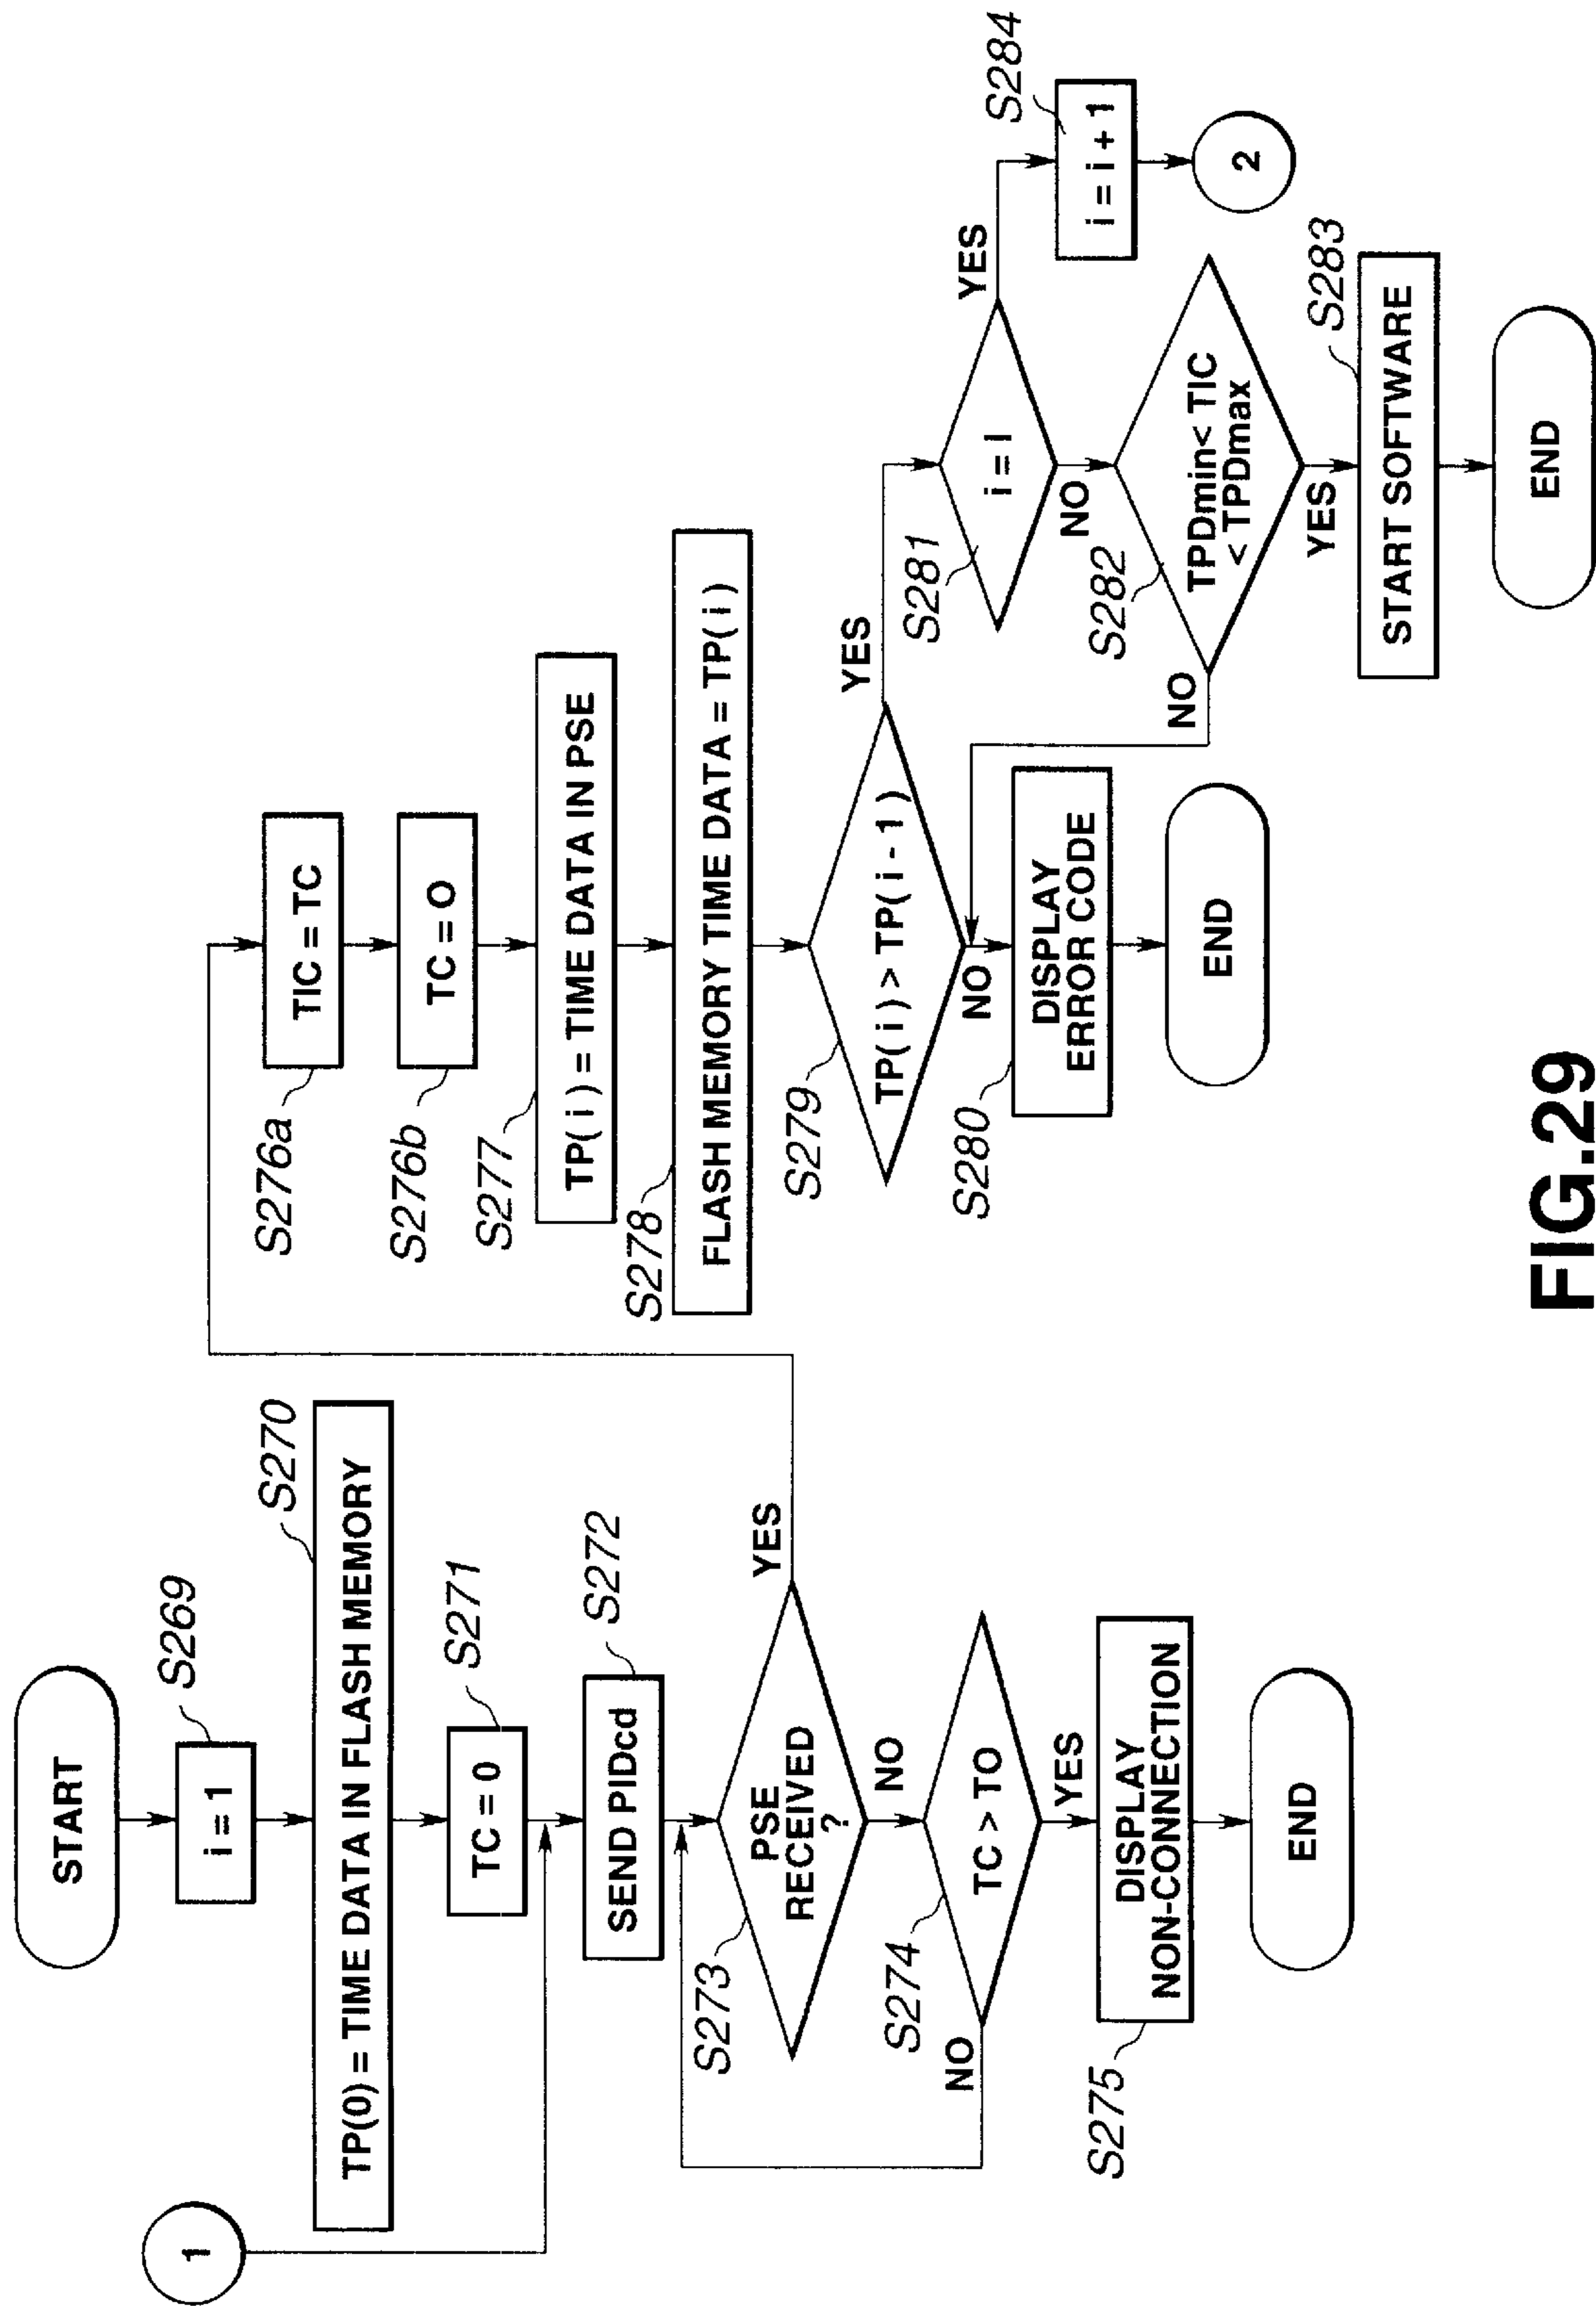 START
S269
i = 1
S270
TP(0) = TIME DATA IN FLASH MEMORY
S271
TC = 0
1
S272
SEND PIDcd
S273
PSE
RECEIVED
?
YES
NO
S274
TC > TO
NO
YES
S275
DISPLAY
NON-CONNECTION
END
S276a
TIC = TC
S276b
TC = O
S277
TP( i ) = TIME DATA IN PSE
S278
FLASH MEMORY TIME DATA = TP( i )
S279
TP( i ) > TP( i - 1 )
YES
NO
S280
DISPLAY
ERROR CODE
END
S281
i = I
YES
NO
S284
i = i + 1
2
S282
TPDmin< TIC
< TPDmax
NO
YES
S283
START SOFTWARE
END
FIG.29